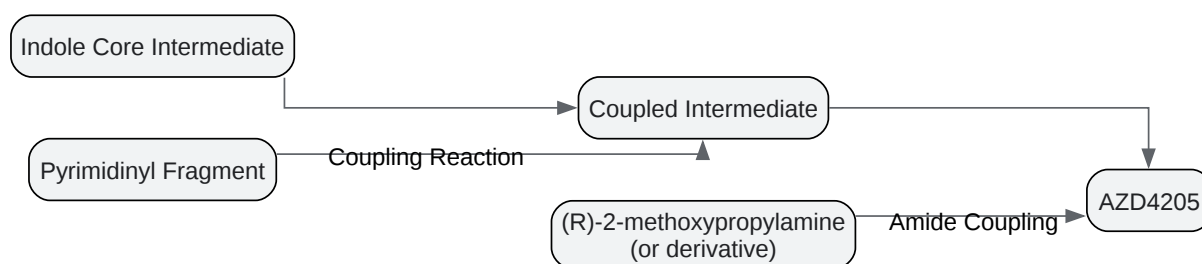 Indole Core Intermediate
Coupled Intermediate
Pyrimidinyl Fragment
Coupling Reaction
(R)-2-methoxypropylamine
(or derivative)
Amide Coupling
AZD4205